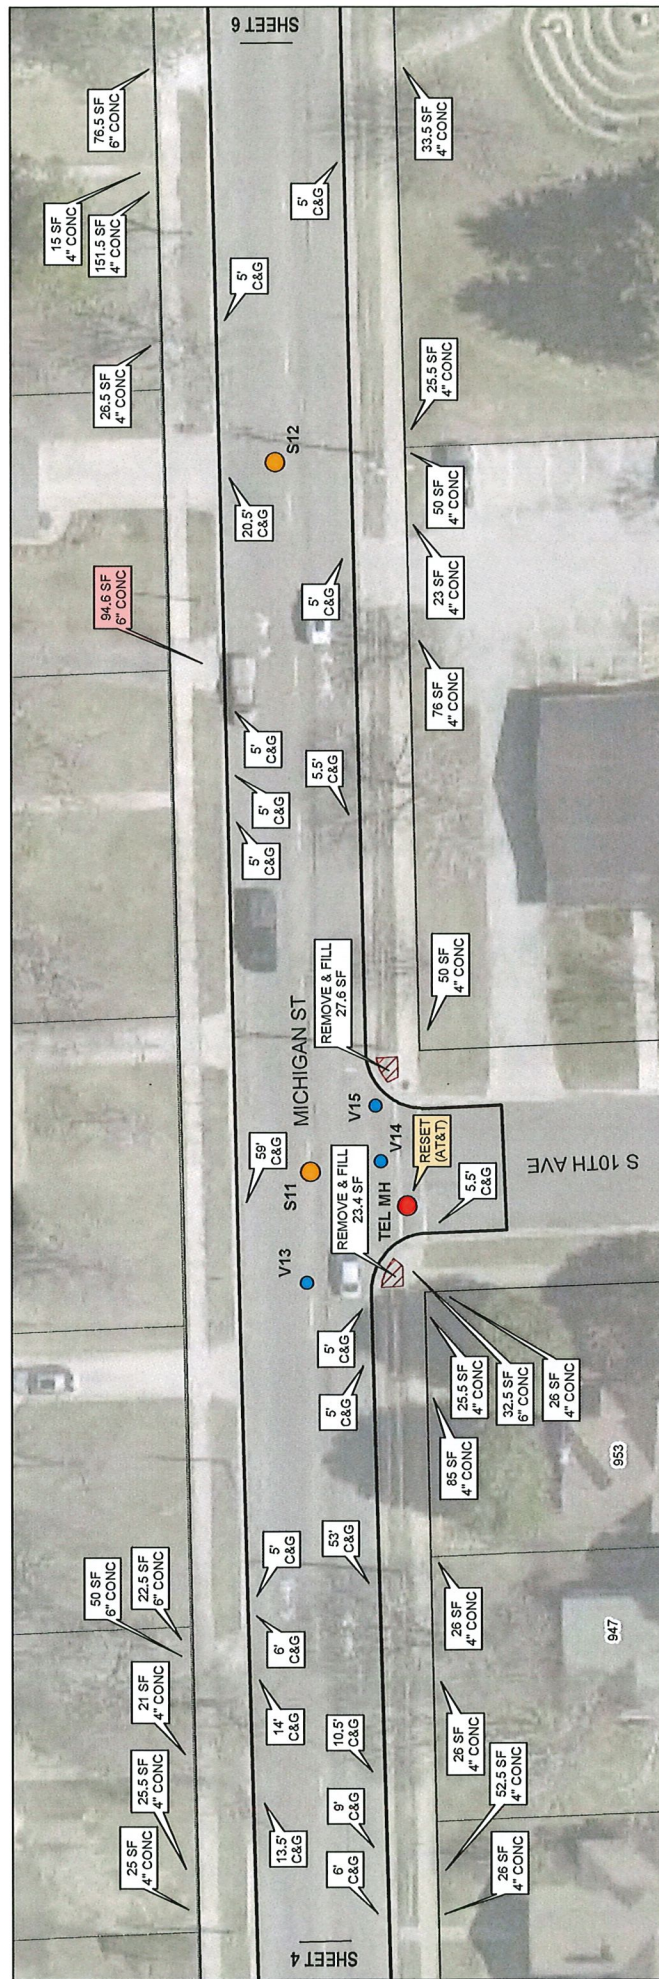 SHEET 4
SHEET 6
25 SF
4" CONC
25.5 SF
4" CONC
21 SF
4" CONC
50 SF
6" CONC
22.5 SF
6" CONC
94.6 SF
6" CONC
26.5 SF
4" CONC
15 SF
4" CONC
151.5 SF
4" CONC
76.5 SF
6" CONC
13.5'
C&G
14'
C&G
6'
C&G
5'
C&G
59'
C&G
5'
C&G
5'
C&G
5'
C&G
20.5'
C&G
5'
C&G
V13
S11
MICHIGAN ST
S12
6'
C&G
9'
C&G
10.5'
C&G
53'
C&G
5'
C&G
5'
C&G
REMOVE & FILL
23.4 SF
TEL MH
V14
V15
REMOVE & FILL
27.6 SF
5.5'
C&G
5'
C&G
5'
C&G
5.5'
C&G
RESET
(AT&T)
S 10TH AVE
26 SF
4" CONC
52.5 SF
4" CONC
26 SF
4" CONC
26 SF
4" CONC
85 SF
4" CONC
25.5 SF
4" CONC
32.5 SF
6" CONC
26 SF
4" CONC
50 SF
4" CONC
76 SF
4" CONC
23 SF
4" CONC
50 SF
4" CONC
25.5 SF
4" CONC
33.5 SF
4" CONC
947
953